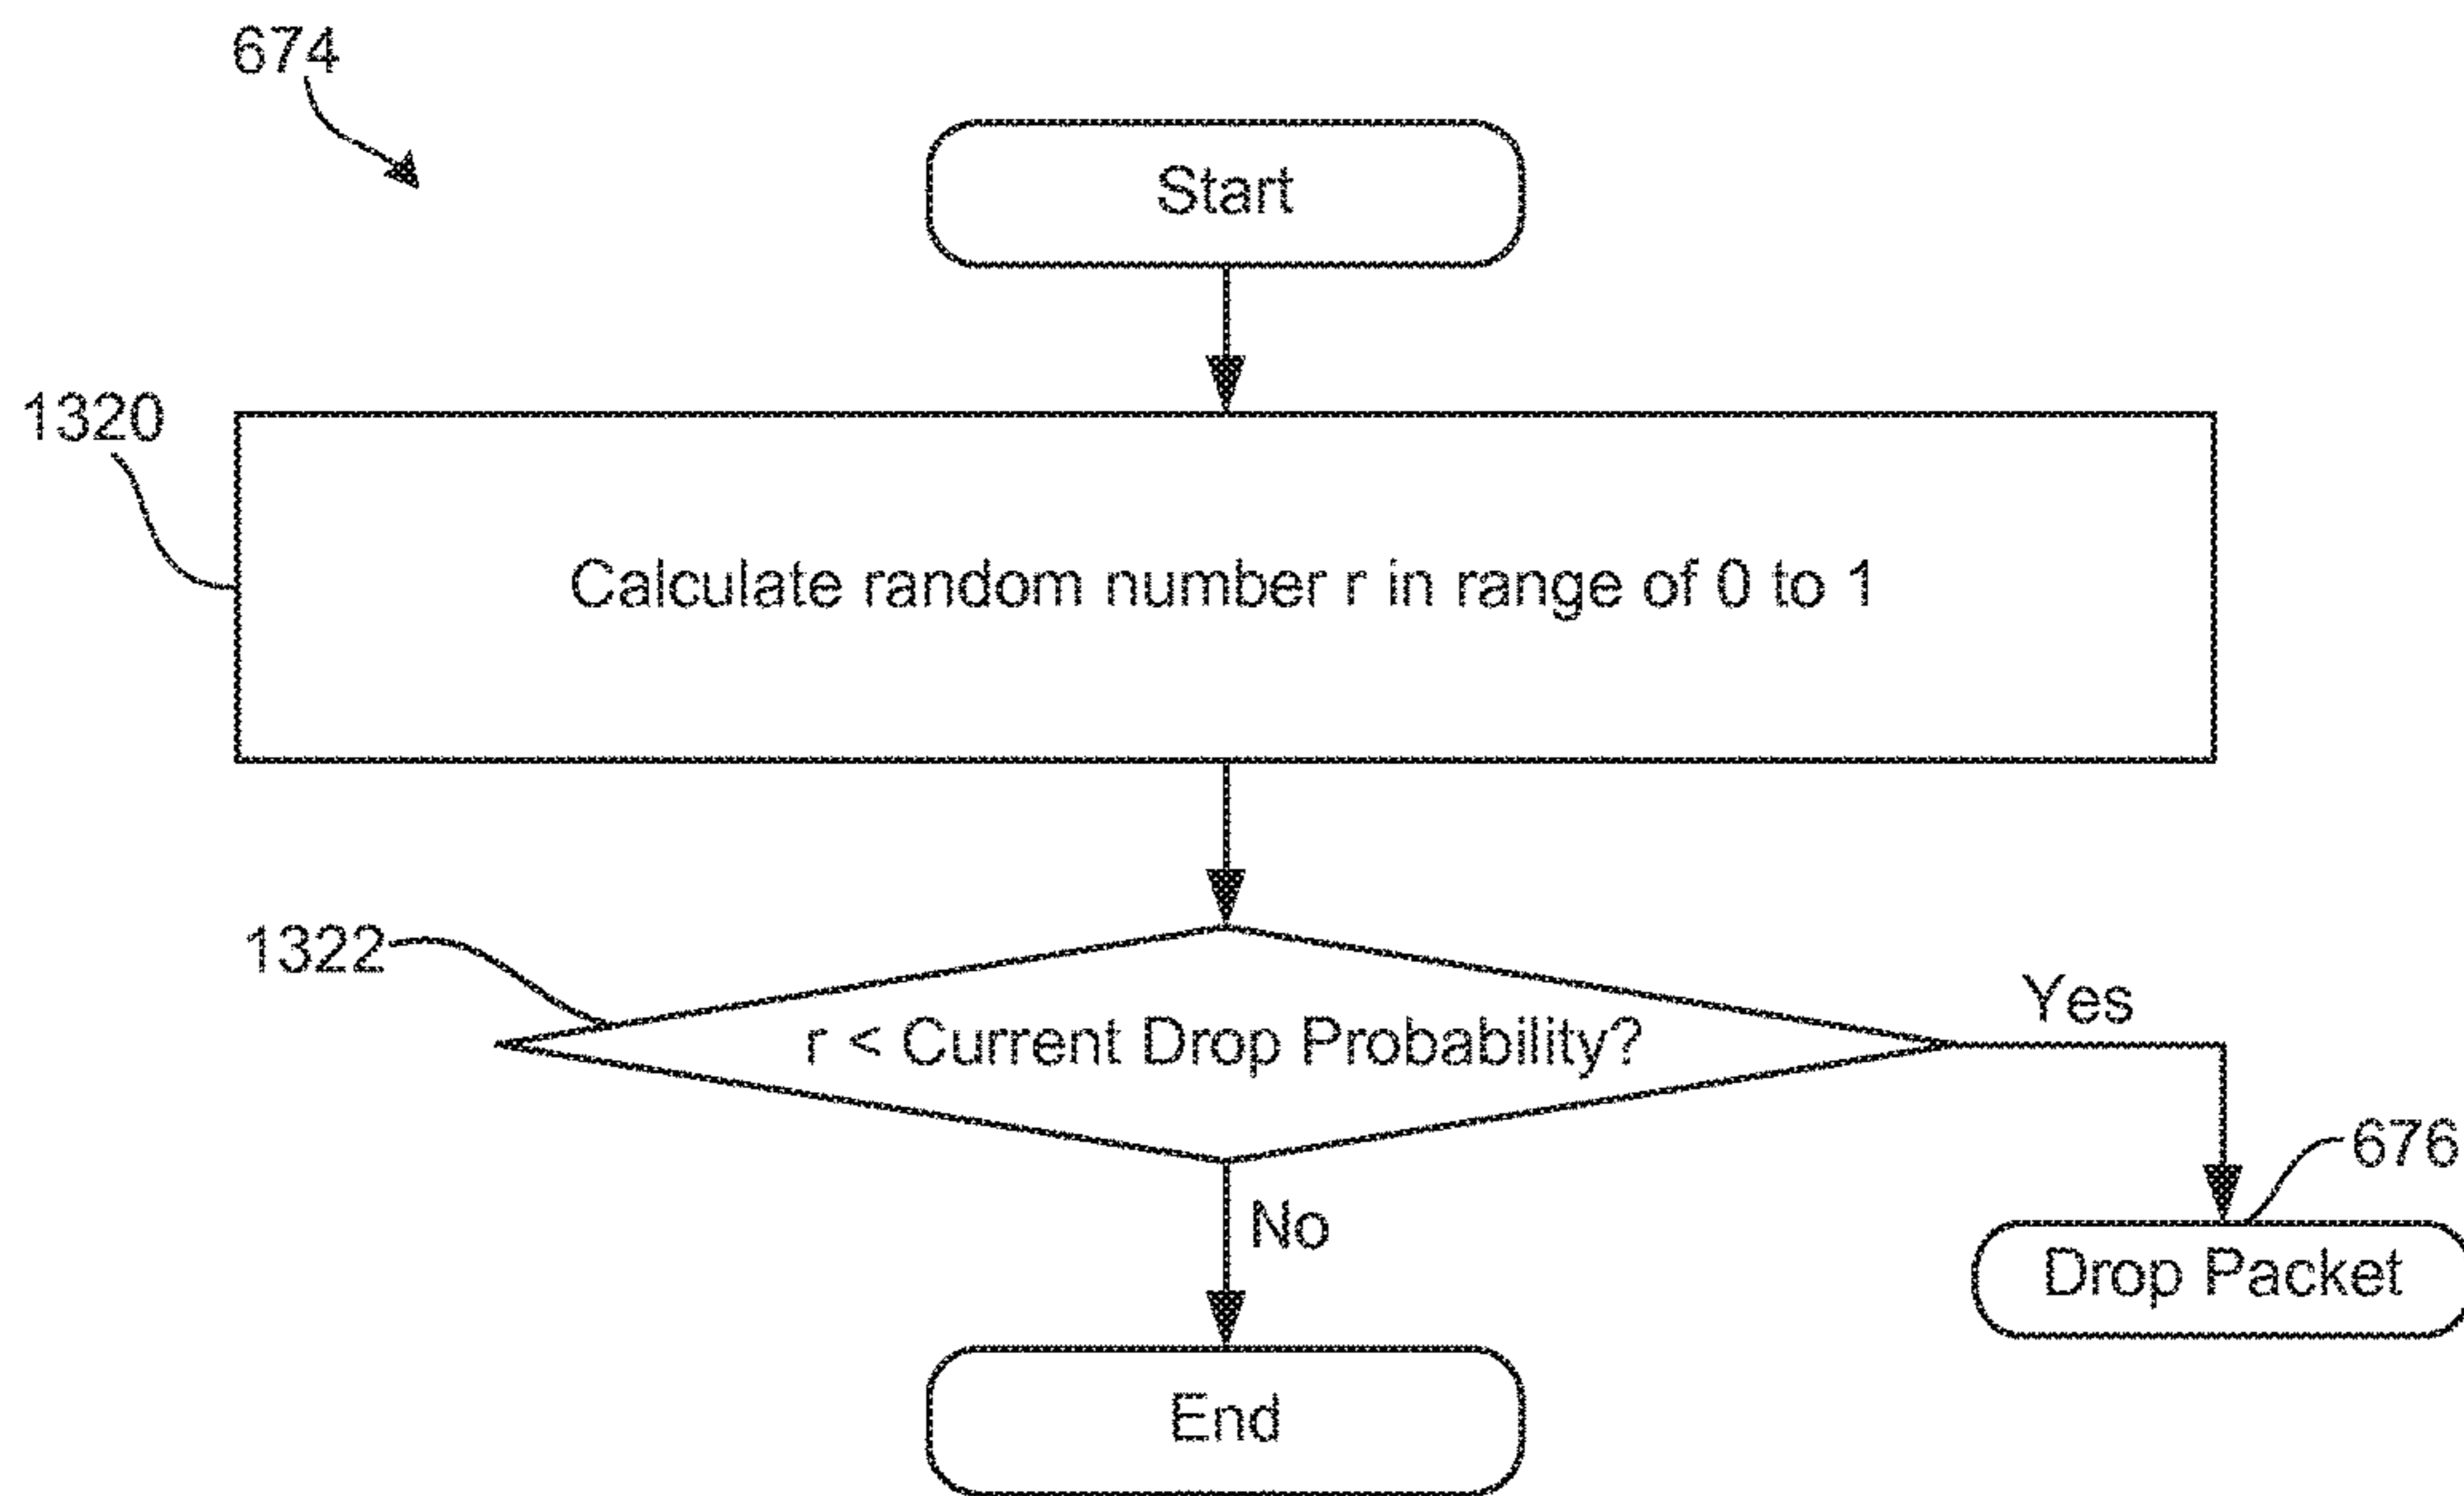 674
Start
1320
Calculate random number r in range of 0 to 1
1322
r < Current Drop Probability?
Yes
676
No
Drop Packet
End